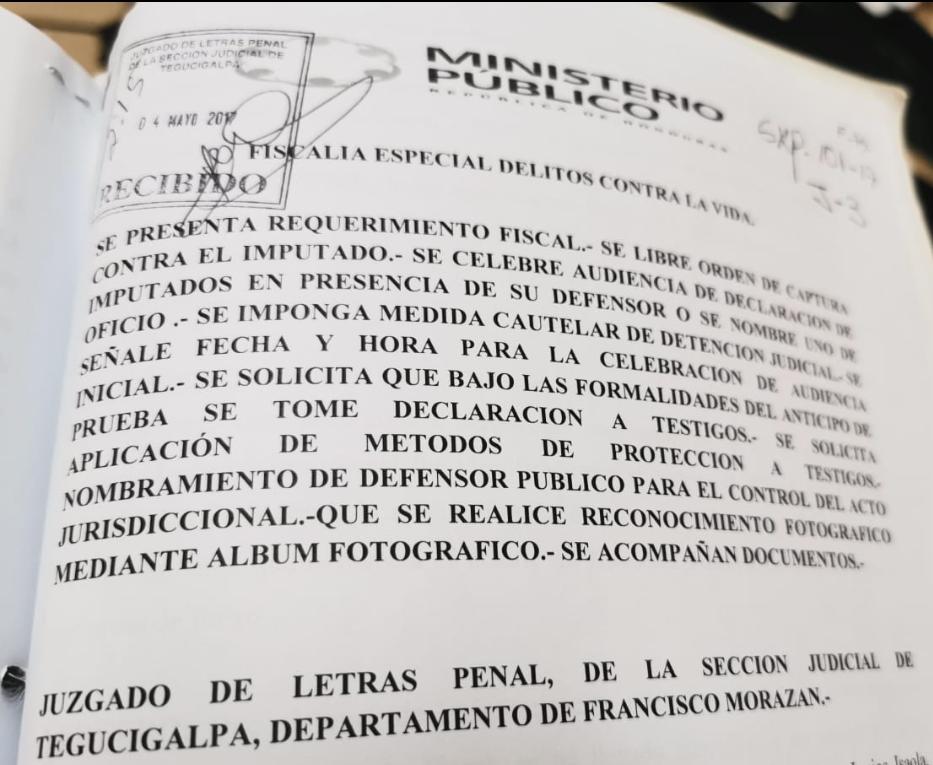 JUZGADO DE LETRAS PENAL
DE LA SECCION JUDICIAL DE
TEGUCIGALPA
04 MAYO 2017
RECIBIDO
MINISTERIO
PÚBLICO
REPUBLICA DE HONDURAS
Exp. 101-17
J-3
FISCALIA ESPECIAL DELITOS CONTRA LA VIDA.
SE PRESENTA REQUERIMIENTO FISCAL.- SE LIBRE ORDEN DE CAPTURA
CONTRA EL IMPUTADO.- SE CELEBRE AUDIENCIA DE DECLARACION DE
IMPUTADOS EN PRESENCIA DE SU DEFENSOR O SE NOMBRE UNO DE
OFICIO .- SE IMPONGA MEDIDA CAUTELAR DE DETENCION JUDICIAL.- SE
SEÑALE FECHA Y HORA PARA LA CELEBRACION DE AUDIENCIA
INICIAL.- SE SOLICITA QUE BAJO LAS FORMALIDADES DEL ANTICIPO DE
PRUEBA SE TOME DECLARACION A TESTIGOS.- SE SOLICITA
APLICACIÓN DE METODOS DE PROTECCION A TESTIGOS.-
NOMBRAMIENTO DE DEFENSOR PUBLICO PARA EL CONTROL DEL ACTO
JURISDICCIONAL.-QUE SE REALICE RECONOCIMIENTO FOTOGRAFICO
MEDIANTE ALBUM FOTOGRAFICO.- SE ACOMPAÑAN DOCUMENTOS.-
JUZGADO DE LETRAS PENAL, DE LA SECCION JUDICIAL DE
TEGUCIGALPA, DEPARTAMENTO DE FRANCISCO MORAZAN.-